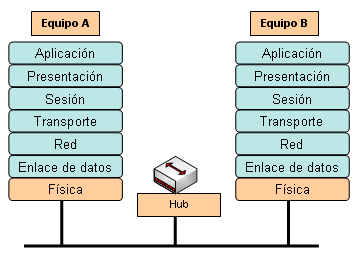 Equipo A
Equipo B
Aplicación
Presentación
Sesión
Transporte
Red
Enlace de datos
Física
Aplicación
Presentación
Sesión
Transporte
Red
Enlace de datos
Física
Hub